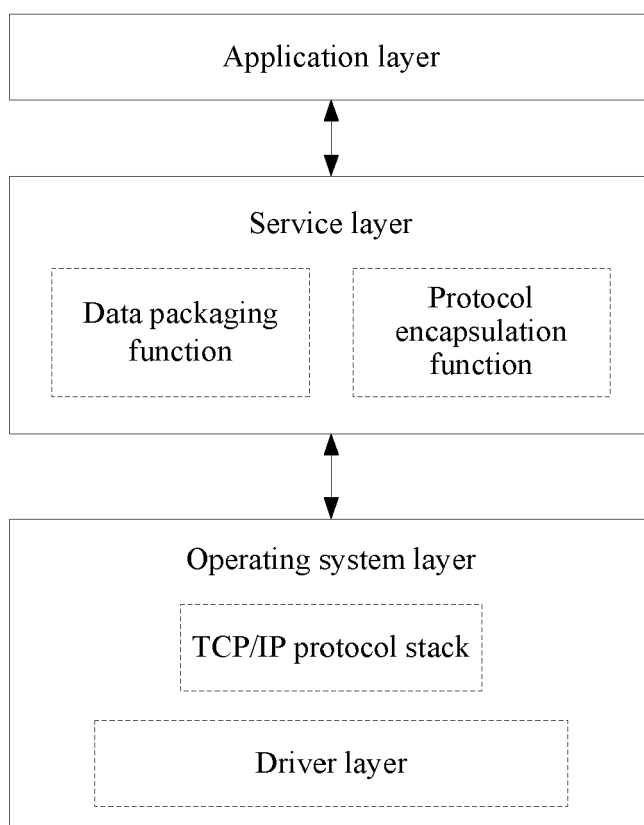 Application layer
Service layer
Data packaging
function
Protocol
encapsulation
function
Operating system layer
TCP/IP protocol stack
Driver layer